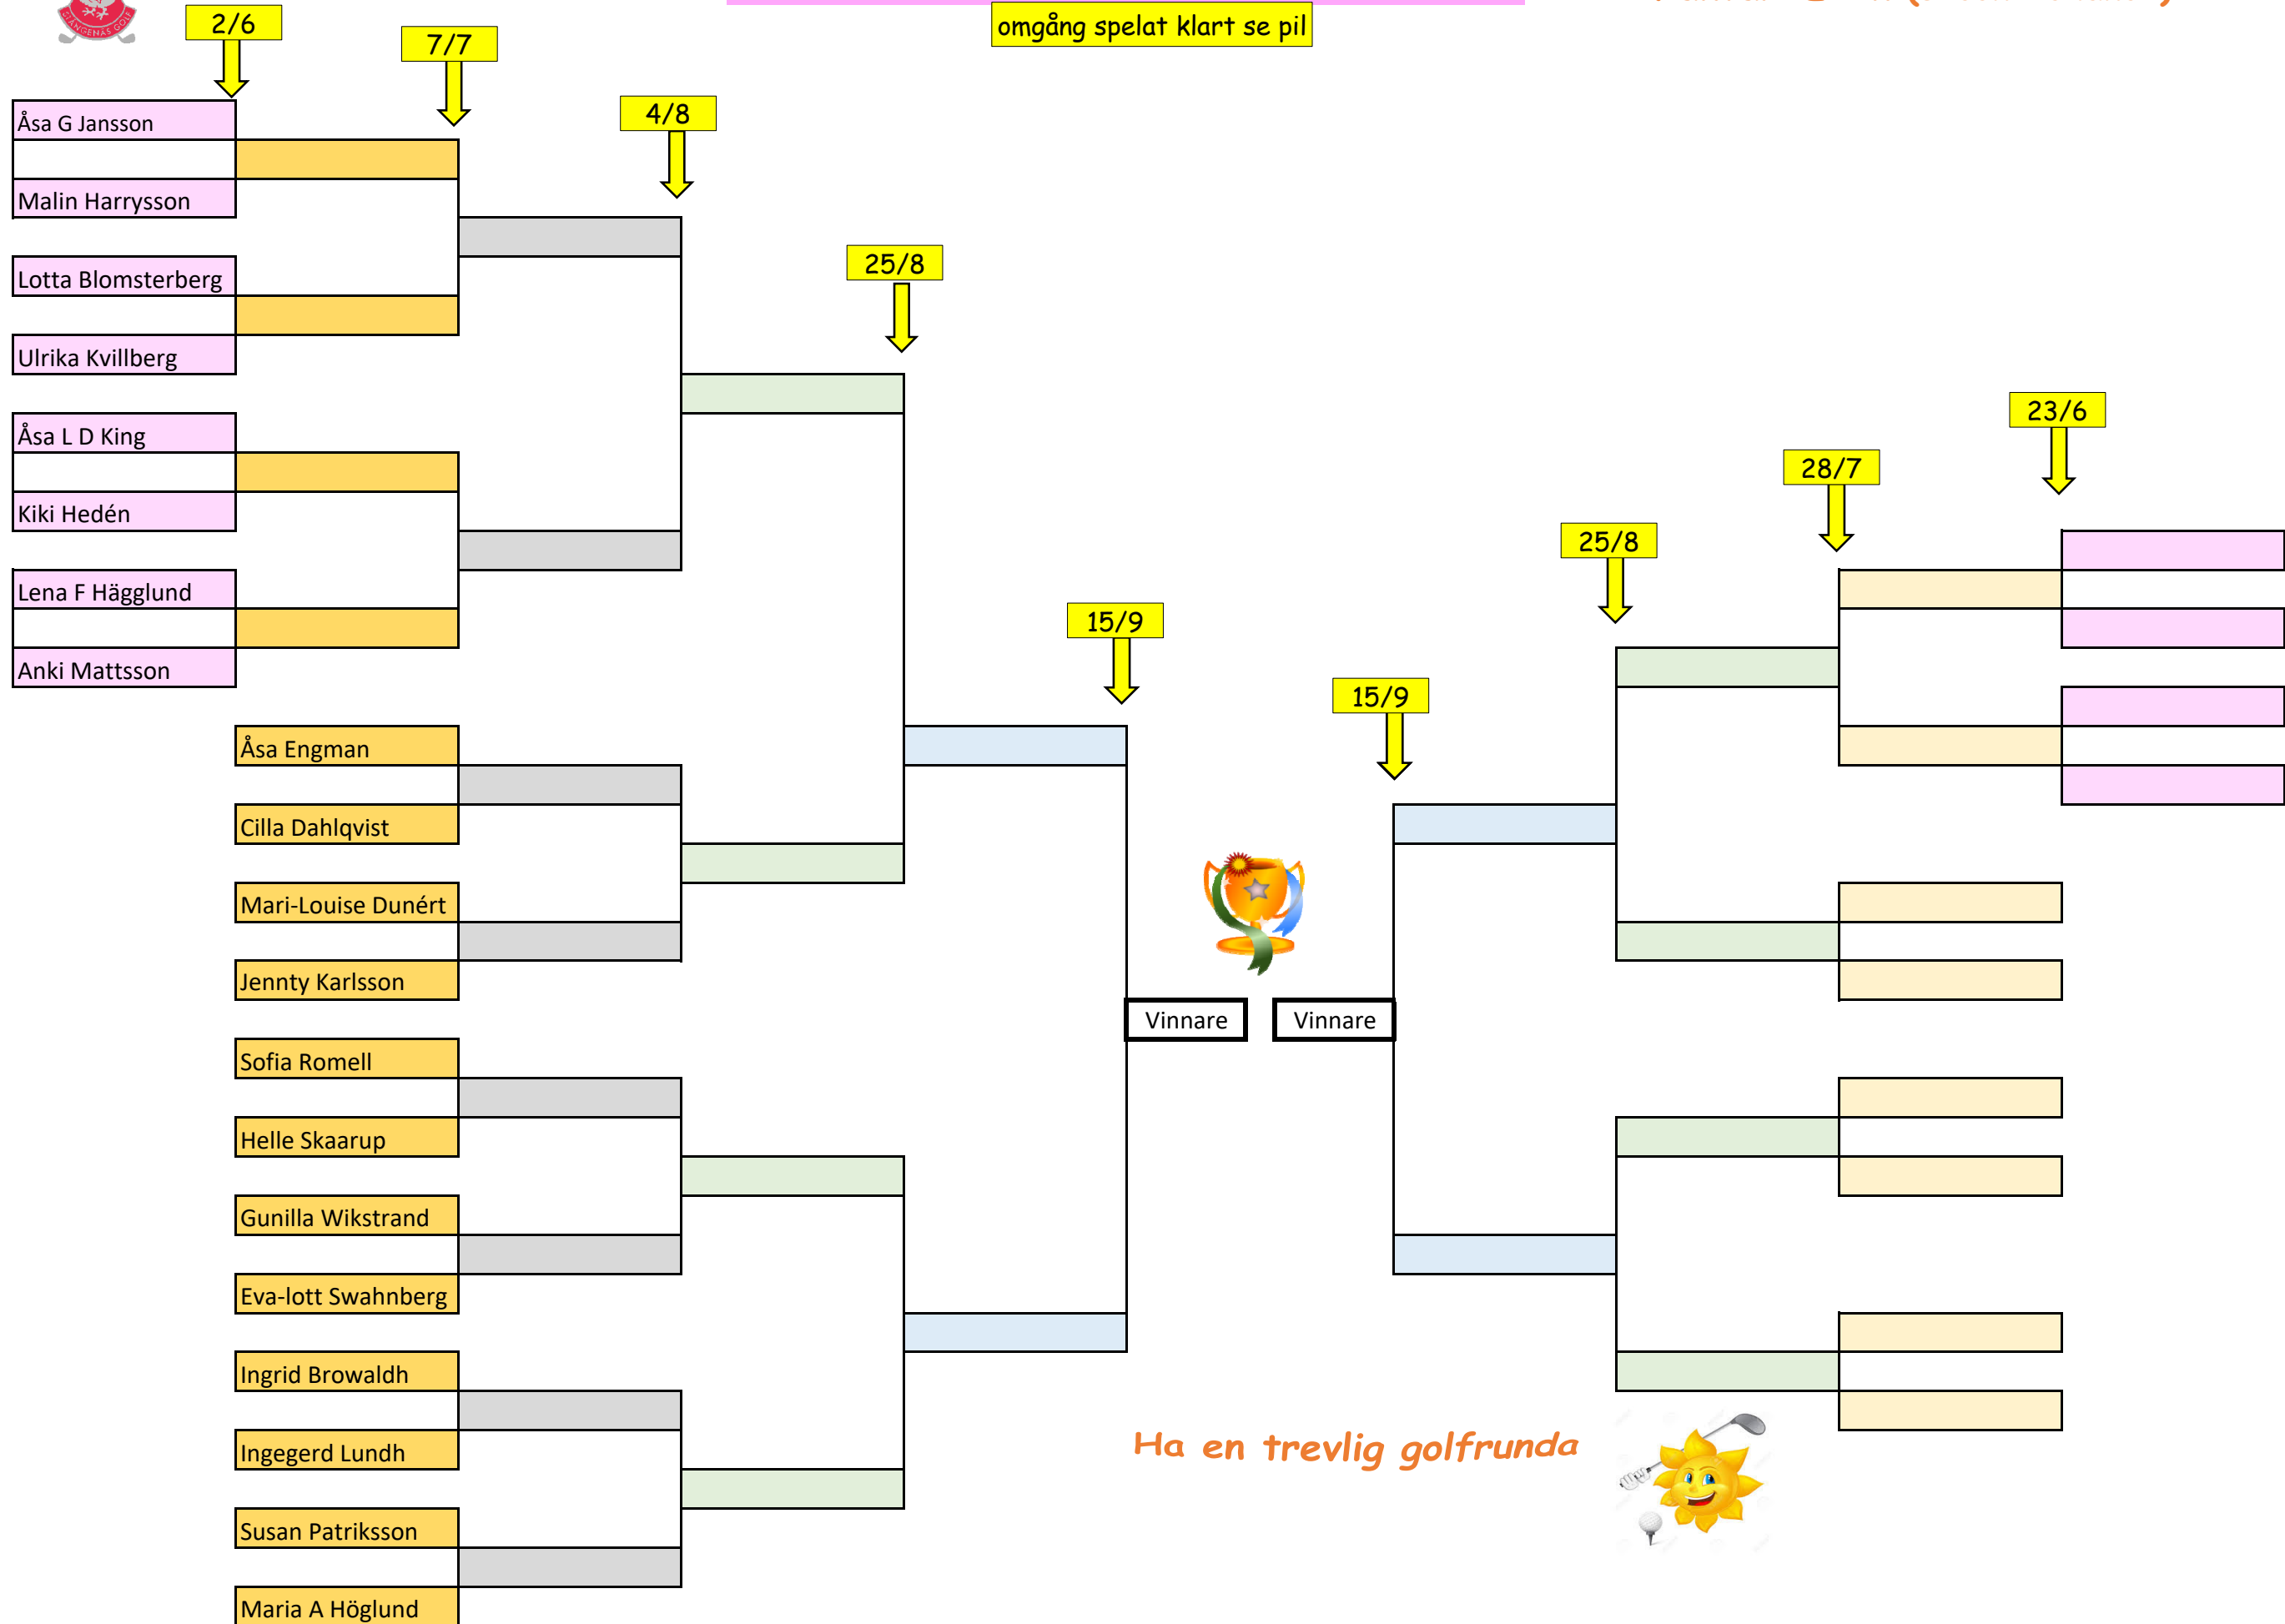 STÅNGENÄS GOLF
2/6
omgång spelat klart se pil
7/7
4/8
Åsa G Jansson
Malin Harrysson
Lotta Blomsterberg
25/8
Ulrika Kvillberg
Åsa L D King
23/6
28/7
Kiki Hedén
25/8
Lena F Hägglund
15/9
Anki Mattsson
15/9
Åsa Engman
Cilla Dahlqvist
Mari-Louise Dunért
Jennty Karlsson
Vinnare
Vinnare
Sofia Romell
Helle Skaarup
Gunilla Wikstrand
Eva-lott Swahnberg
Ingrid Browaldh
Ha en trevlig golfrunda
Ingegerd Lundh
Susan Patriksson
Maria A Höglund